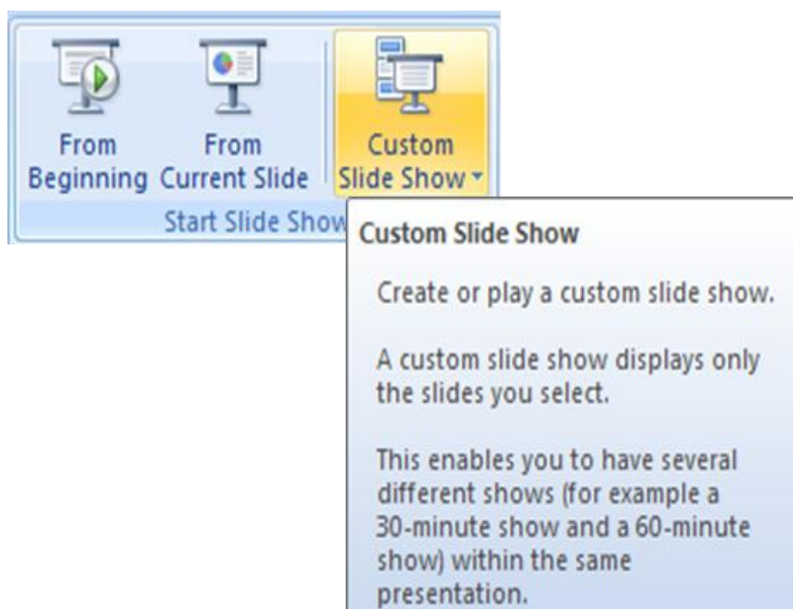 From Beginning
From Current Slide
Custom Slide Show
Start Slide Show
Custom Slide Show
Create or play a custom slide show.
A custom slide show displays only
the slides you select.
This enables you to have several
different shows (for example a
30-minute show and a 60-minute
show) within the same
presentation.